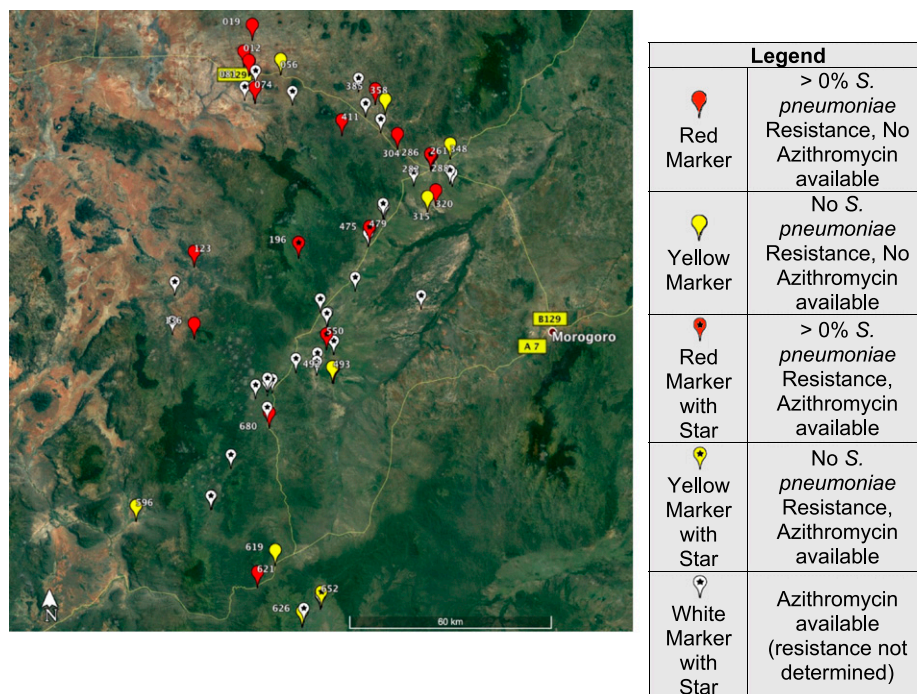 019
012
056
B129
074
385
358
411
304
286
261
348
288
320
315
475
479
196
123
186
550
B129
Morogoro
A 7
493
680
596
619
621
652
626
N
60 km
Legend
Red
Marker
> 0% S.
pneumoniae
Resistance, No
Azithromycin
available
Yellow
Marker
No S.
pneumoniae
Resistance, No
Azithromycin
available
Red
Marker
with
Star
> 0% S.
pneumoniae
Resistance,
Azithromycin
available
Yellow
Marker
with
Star
No S.
pneumoniae
Resistance,
Azithromycin
available
White
Marker
with
Star
Azithromycin
available
(resistance not
determined)